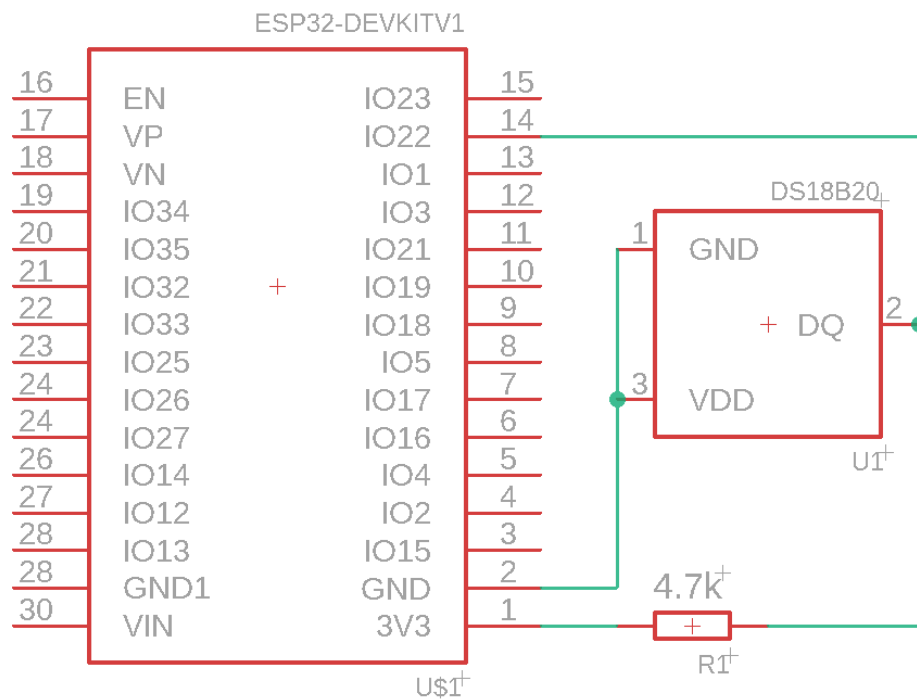 ESP32-DEVKITV1
16 EN IO23 15
17 VP IO22 14
18 VN IO1 13
19 IO34 IO3 12
20 IO35 IO21 11
21 IO32 IO19 10
22 IO33 IO18 9
23 IO25 IO5 8
24 IO26 IO17 7
24 IO27 IO16 6
26 IO14 IO4 5
27 IO12 IO2 4
28 IO13 IO15 3
28 GND1 GND 2
30 VIN 3V3 1
U$1
DS18B20
1 GND
DQ 2
3 VDD
U1
4.7k
R1